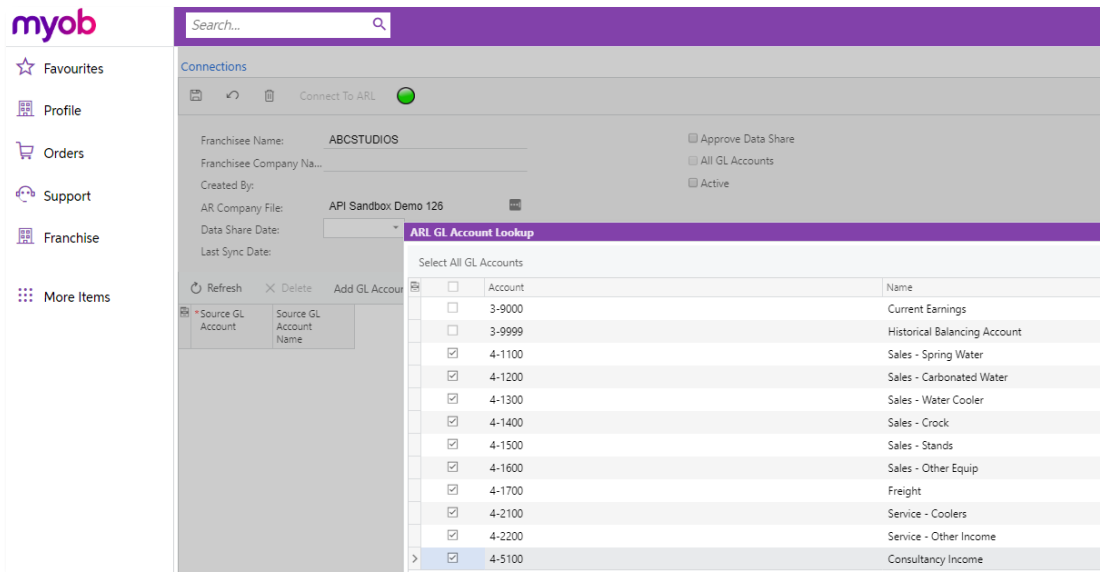 myob
Search...
Favourites
Profile
Orders
Support
Franchise
More Items
Connections
Connect To ARL
Franchisee Name: ABCSTUDIOS
Franchisee Company Na...
Created By:
AR Company File: API Sandbox Demo 126
Data Share Date:
Last Sync Date:
Approve Data Share
All GL Accounts
Active
Refresh Delete Add GL Accour
*Source GL Account
Source GL Account Name
ARL GL Account Lookup
Select All GL Accounts
Account Name
3-9000 Current Earnings
3-9999 Historical Balancing Account
4-1100 Sales - Spring Water
4-1200 Sales - Carbonated Water
4-1300 Sales - Water Cooler
4-1400 Sales - Crock
4-1500 Sales - Stands
4-1600 Sales - Other Equip
4-1700 Freight
4-2100 Service - Coolers
4-2200 Service - Other Income
4-5100 Consultancy Income